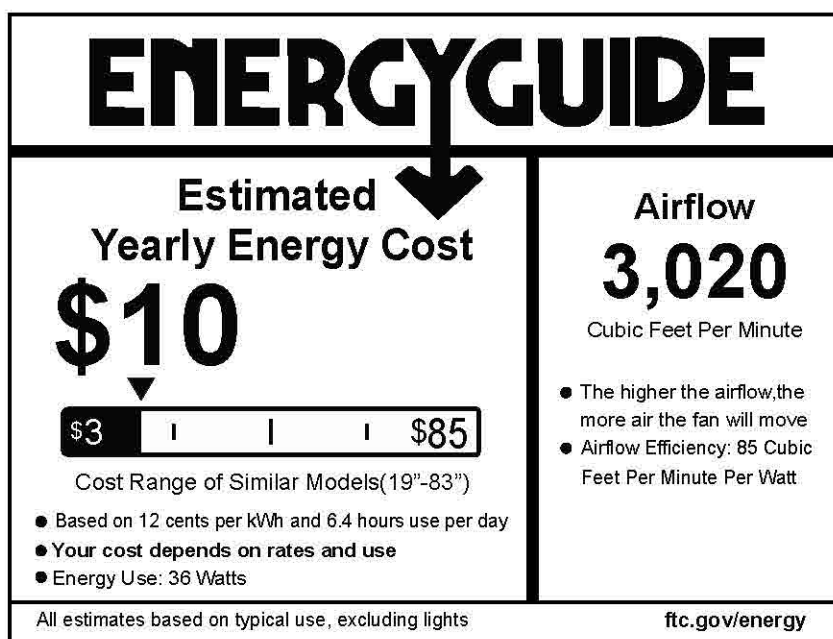 ENERGYGUIDE
Estimated
Yearly Energy Cost
$10
$3 $85
Cost Range of Similar Models(19”-83”)
● Based on 12 cents per kWh and 6.4 hours use per day
● Your cost depends on rates and use
● Energy Use: 36 Watts
Airflow
3,020
Cubic Feet Per Minute
● The higher the airflow,the
more air the fan will move
● Airflow Efficiency: 85 Cubic
Feet Per Minute Per Watt
All estimates based on typical use, excluding lights
ftc.gov/energy